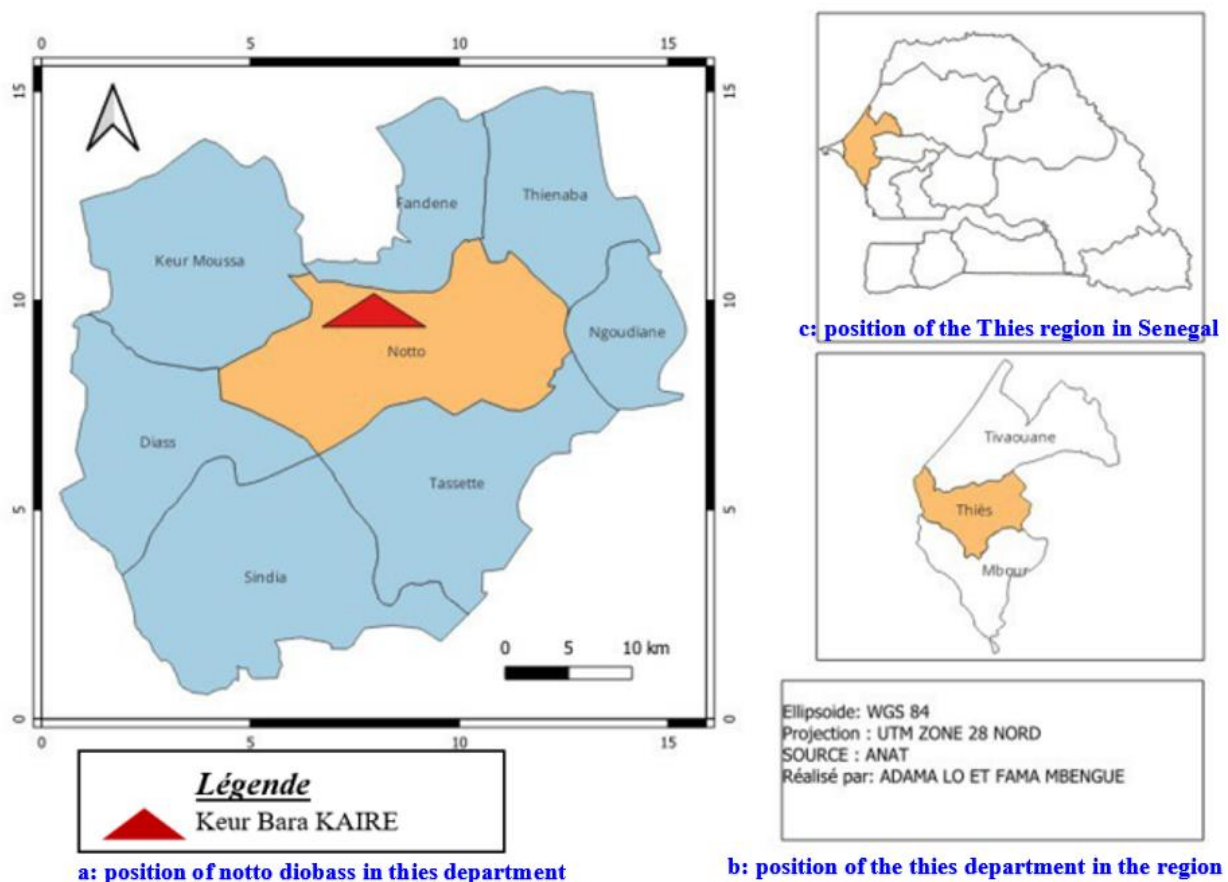 0 5 10 15
15 15
Fandene
Thienaba
Keur Moussa
10 10
Ngoudiane
Notto
Diass
Tassette
5 5
Sindia
0 5 10 km
0 0
0 5 10 15
Légende
Keur Bara KAIRE
a: position of notto diobass in thies department
c: position of the Thies region in Senegal
Tivaouane
Thiès
Mbour
Ellipsoide: WGS 84
Projection : UTM ZONE 28 NORD
SOURCE : ANAT
Réalisé par: ADAMA LO ET FAMA MBENGUE
b: position of the thies department in the region